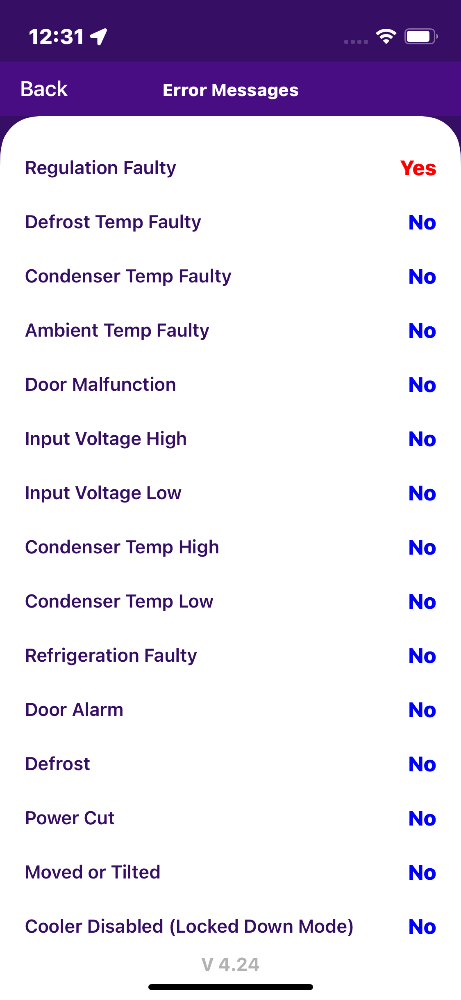 12:31
Back
Error Messages
Regulation Faulty Yes
Defrost Temp Faulty No
Condenser Temp Faulty No
Ambient Temp Faulty No
Door Malfunction No
Input Voltage High No
Input Voltage Low No
Condenser Temp High No
Condenser Temp Low No
Refrigeration Faulty No
Door Alarm No
Defrost No
Power Cut No
Moved or Tilted No
Cooler Disabled (Locked Down Mode) No
V 4.24